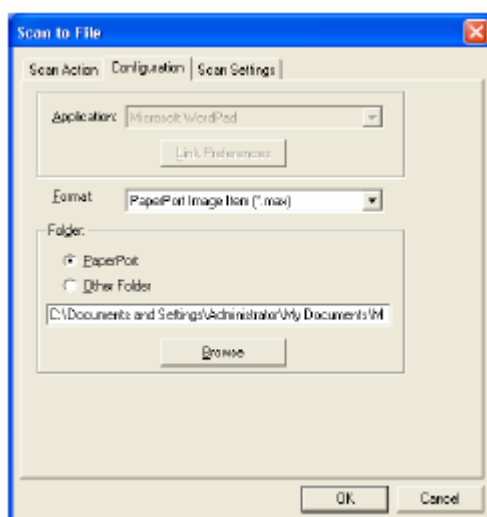 Scan to File
Scan Action Configuration Scan Settings
Application: Microsoft WordPad
Link Preferences
Format PaperPort Image Item (*.max)
Folder:
PaperPort
Other Folder
C:\Documents and Settings\Administrator\My Documents\M
Browse
OK Cancel